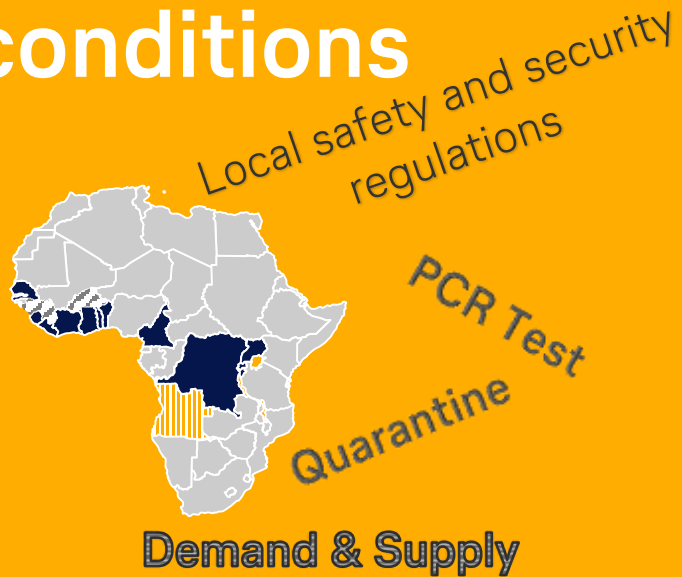 conditions
Local safety and security
regulations
PCR Test
Quarantine
Demand & Supply